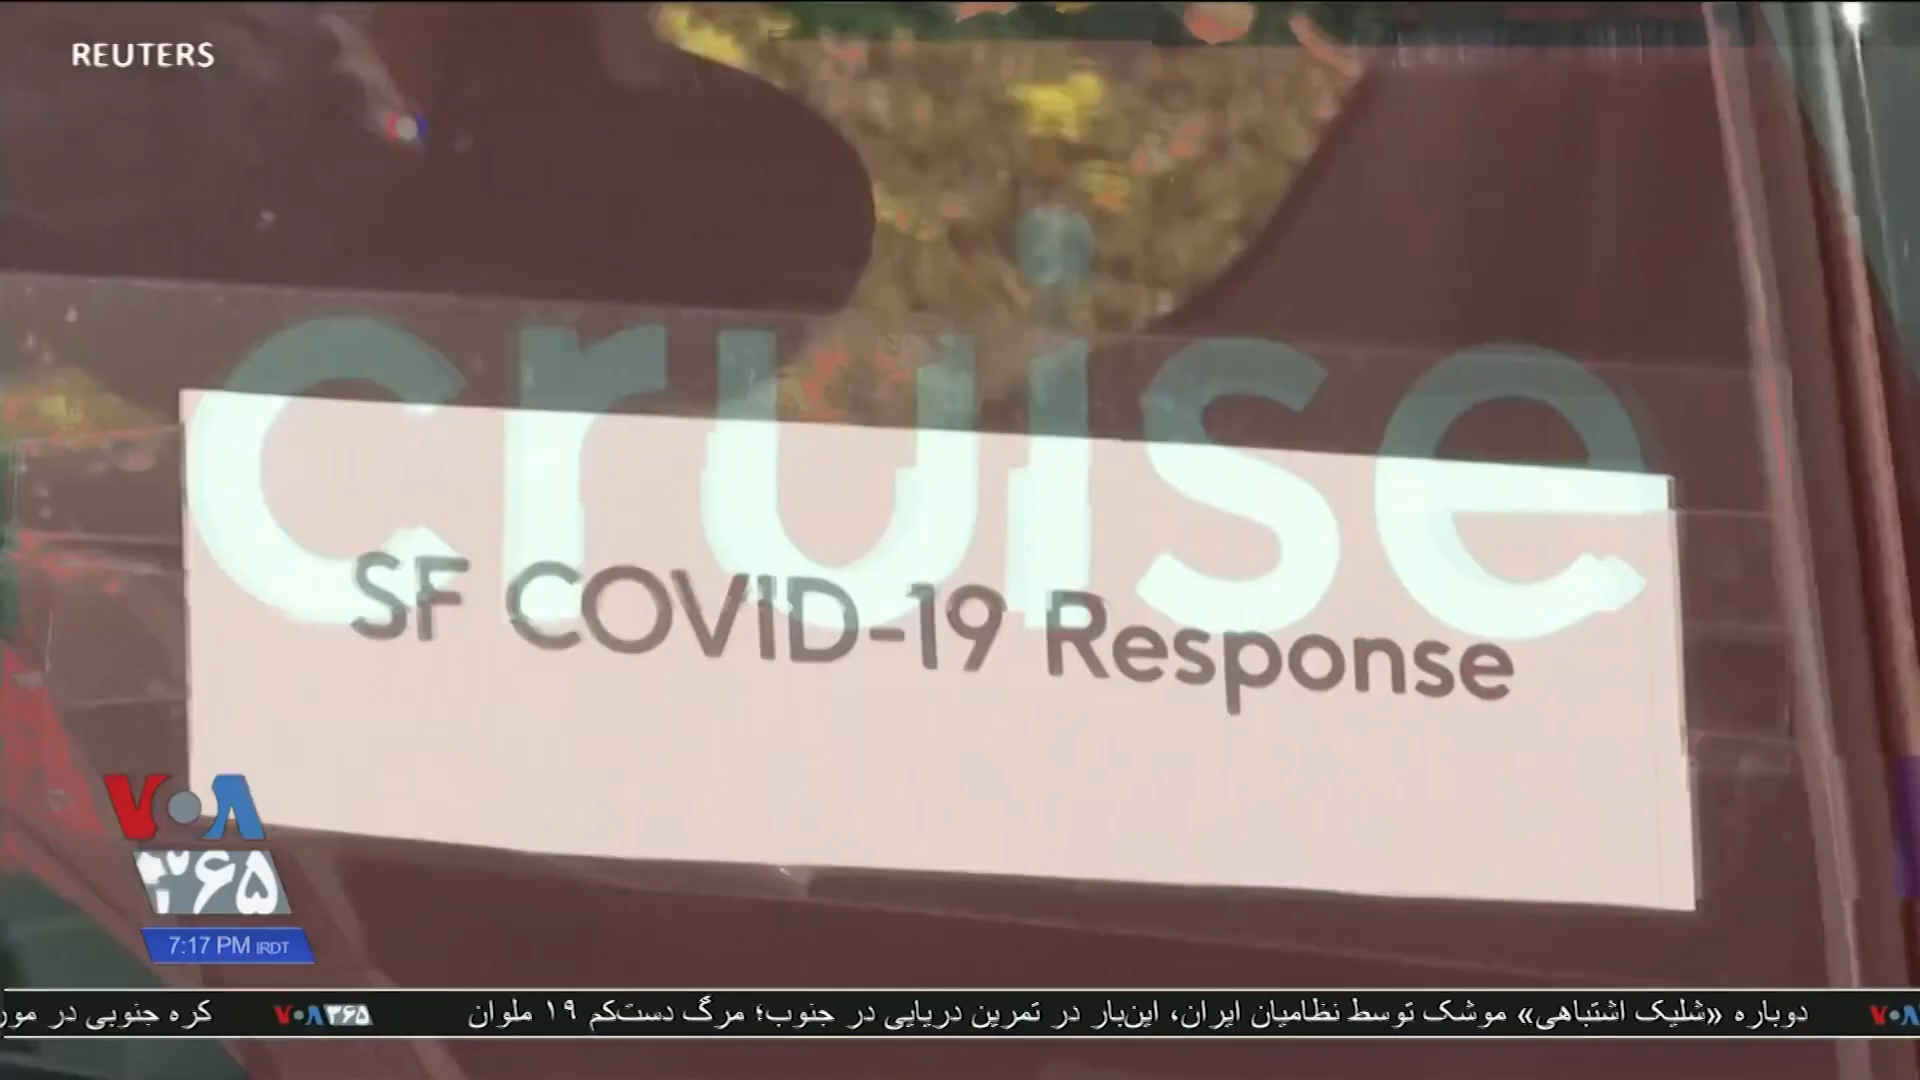 REUTERS
cruise
SF COVID-19 Response
VOA
۳۶۵
7:17 PM IRDT
دوباره «شلیک اشتباهی» موشک توسط نظامیان ایران، این‌بار در تمرین دریایی در جنوب؛ مرگ دست‌کم ۱۹ ملوان
VOA۳۶۵
کره جنوبی در